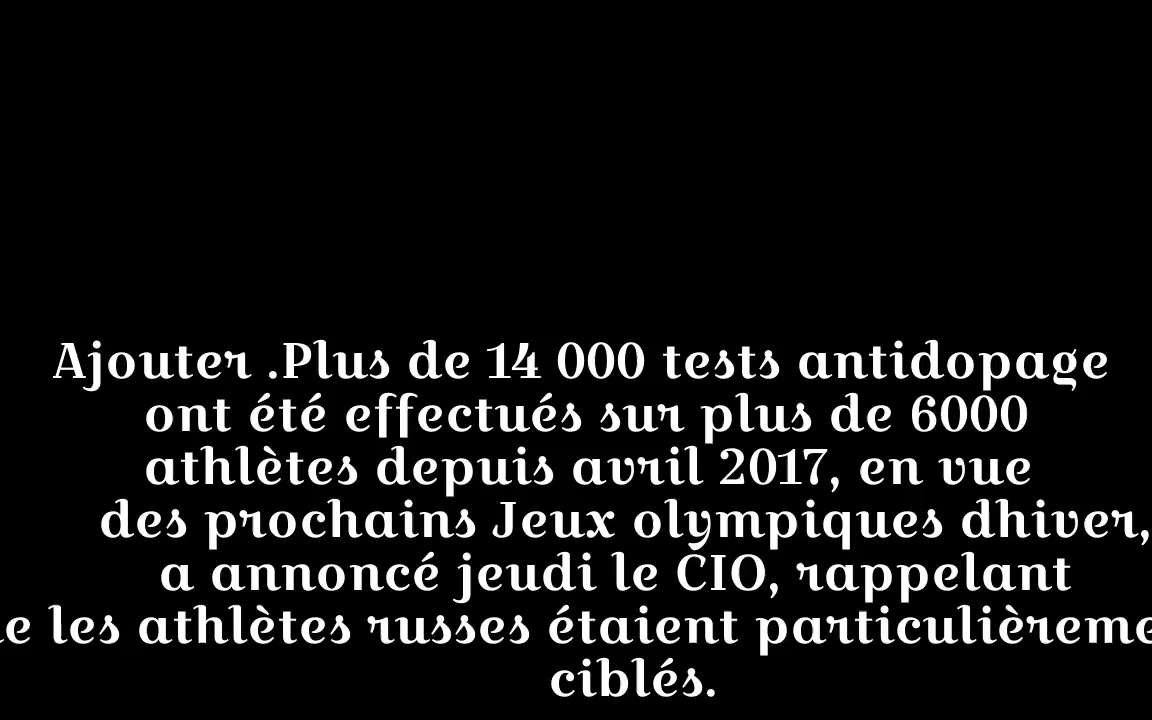 Ajouter .Plus de 14 000 tests antidopage
ont été effectués sur plus de 6000
athlètes depuis avril 2017, en vue
des prochains Jeux olympiques dhiver,
a annoncé jeudi le CIO, rappelant
les athlètes russes étaient
ciblés.